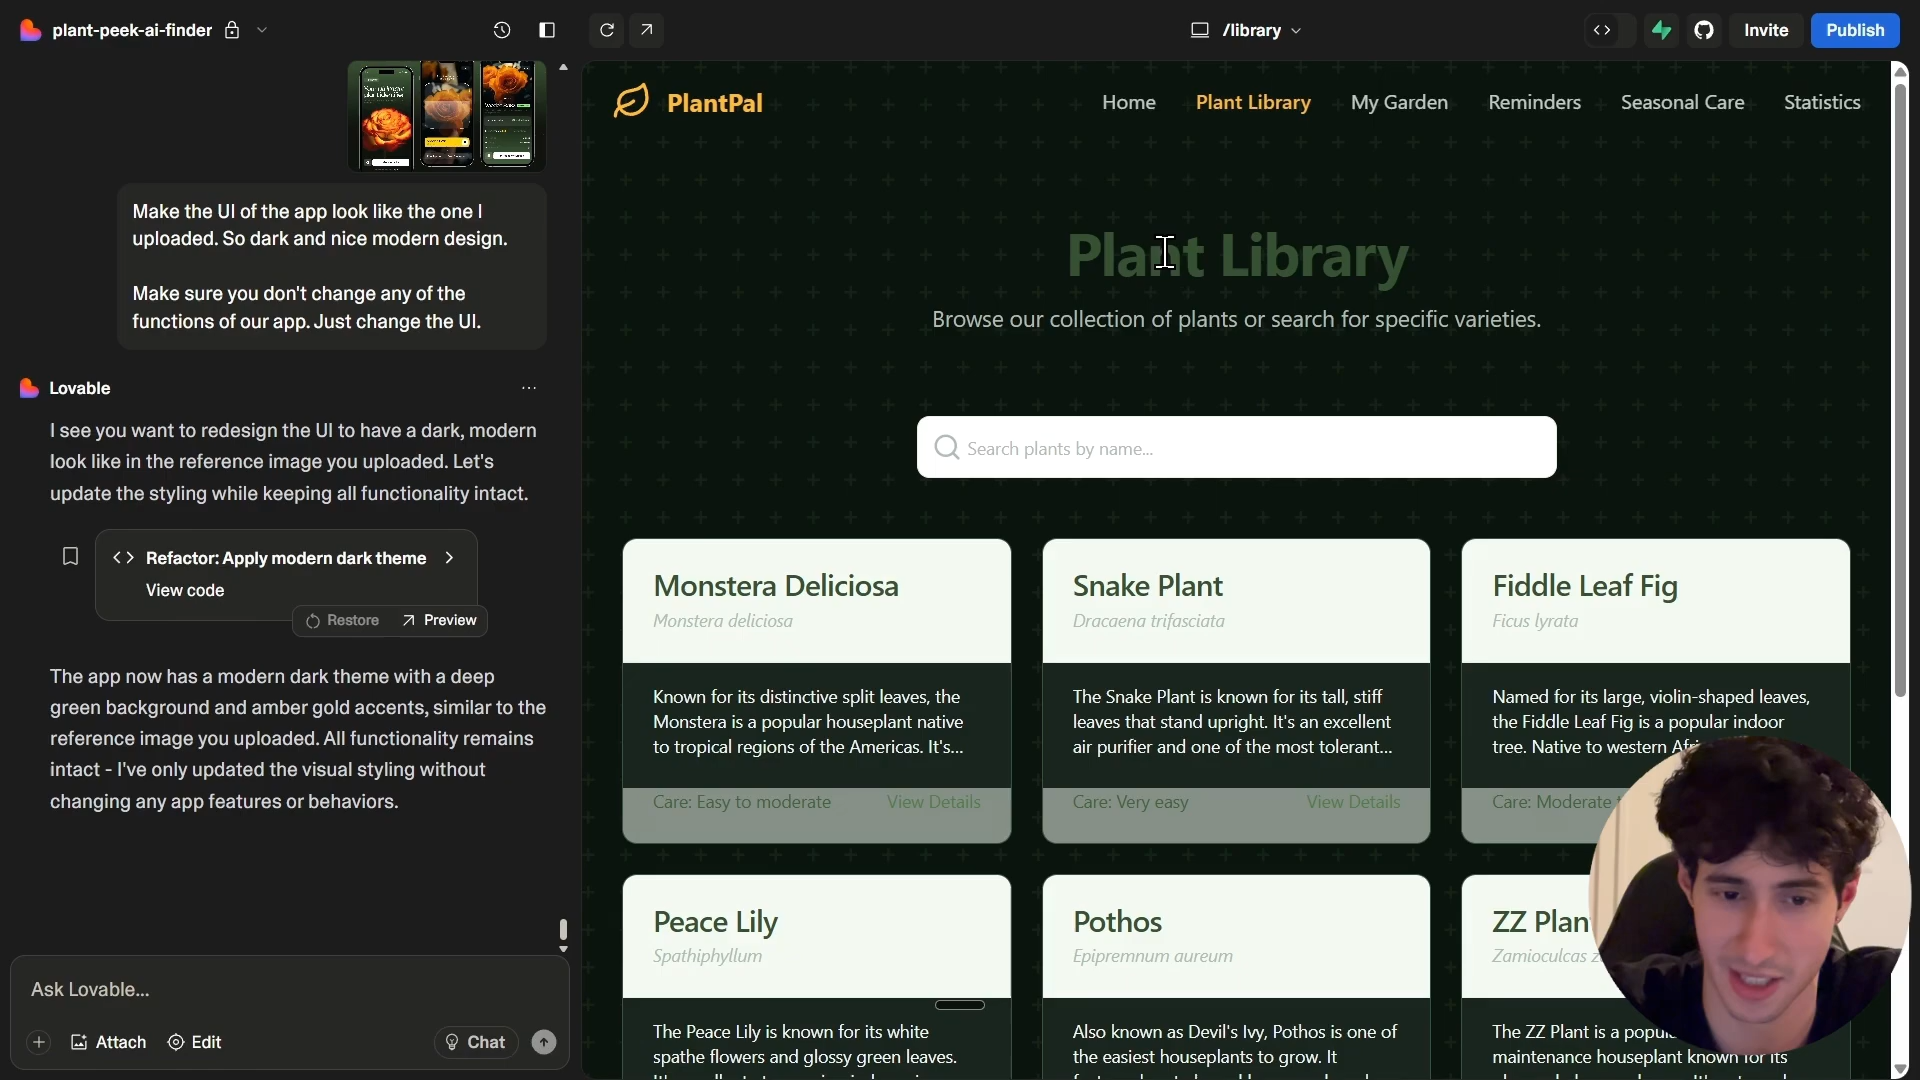 plant-peek-ai-finder
/library
Invite
Publish
Make the UI of the app look like the one I
uploaded. So dark and nice modern design.
Make sure you don't change any of the
functions of our app. Just change the UI.
Lovable
I see you want to redesign the UI to have a dark, modern
look like in the reference image you uploaded. Let's
update the styling while keeping all functionality intact.
Refactor: Apply modern dark theme
View code
Restore
Preview
The app now has a modern dark theme with a deep
green background and amber gold accents, similar to the
reference image you uploaded. All functionality remains
intact - I've only updated the visual styling without
changing any app features or behaviors.
Ask Lovable...
Attach
Edit
Chat
PlantPal
Home
Plant Library
My Garden
Reminders
Seasonal Care
Statistics
Plant Library
Browse our collection of plants or search for specific varieties.
Search plants by name...
Monstera Deliciosa
Monstera deliciosa
Known for its distinctive split leaves, the
Monstera is a popular houseplant native
to tropical regions of the Americas. It's...
Care: Easy to moderate
View Details
Snake Plant
Dracaena trifasciata
The Snake Plant is known for its tall, stiff
leaves that stand upright. It's an excellent
air purifier and one of the most tolerant...
Care: Very easy
View Details
Fiddle Leaf Fig
Ficus lyrata
Named for its large, violin-shaped leaves,
the Fiddle Leaf Fig is a popular indoor
tree. Native to western
Care: Moderate
Peace Lily
Spathiphyllum
The Peace Lily is known for its white
spathe flowers and glossy green leaves.
Pothos
Epipremnum aureum
Also known as Devil's Ivy, Pothos is one of
the easiest houseplants to grow. It
ZZ Plan
Zamioculcas
The ZZ Plant is a
maintenance houseplant known for its